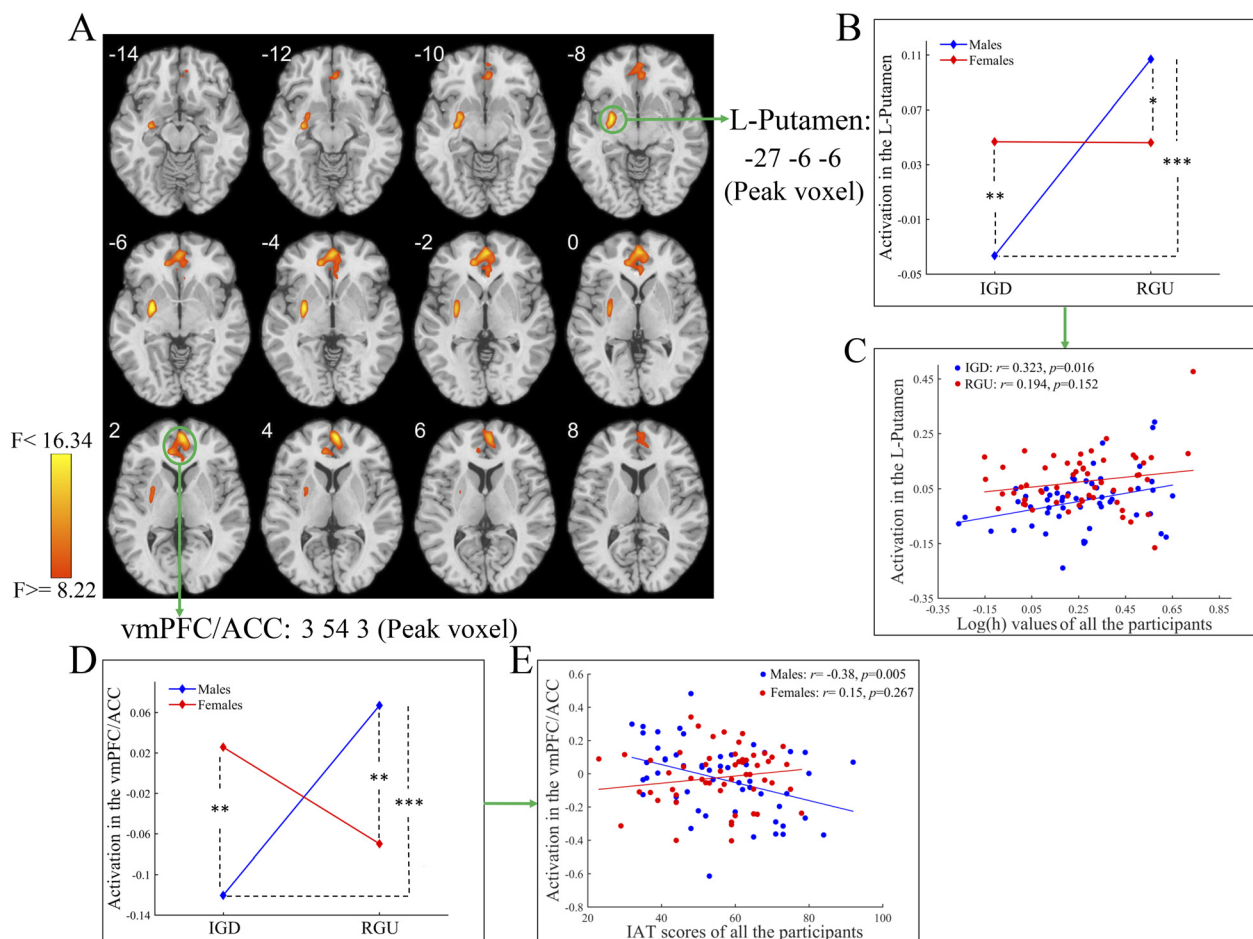 A
-14
-12
-10
-8
-6
-4
-2
0
2
4
6
8
F< 16.34
F>= 8.22
L-Putamen:
-27 -6 -6
(Peak voxel)
vmPFC/ACC: 3 54 3 (Peak voxel)
B
Males
Females
Activation in the L-Putamen
0.11
0.07
0.03
-0.01
-0.05
**
*
***
IGD
RGU
C
IGD: r= 0.323, p=0.016
RGU: r= 0.194, p=0.152
Activation in the L-Putamen
0.45
0.25
0.05
-0.15
-0.35
-0.35
-0.15
0.05
0.25
0.45
0.65
0.85
Log(h) values of all the participants
D
Males
Females
Activation in the vmPFC/ACC
0.06
0.02
-0.02
-0.06
-0.1
-0.14
**
**
***
IGD
RGU
E
Males: r= -0.38, p=0.005
Females: r= 0.15, p=0.267
Activation in the vmPFC/ACC
0.6
0.4
0.2
0
-0.2
-0.4
-0.6
-0.8
20
40
60
80
100
IAT scores of all the participants